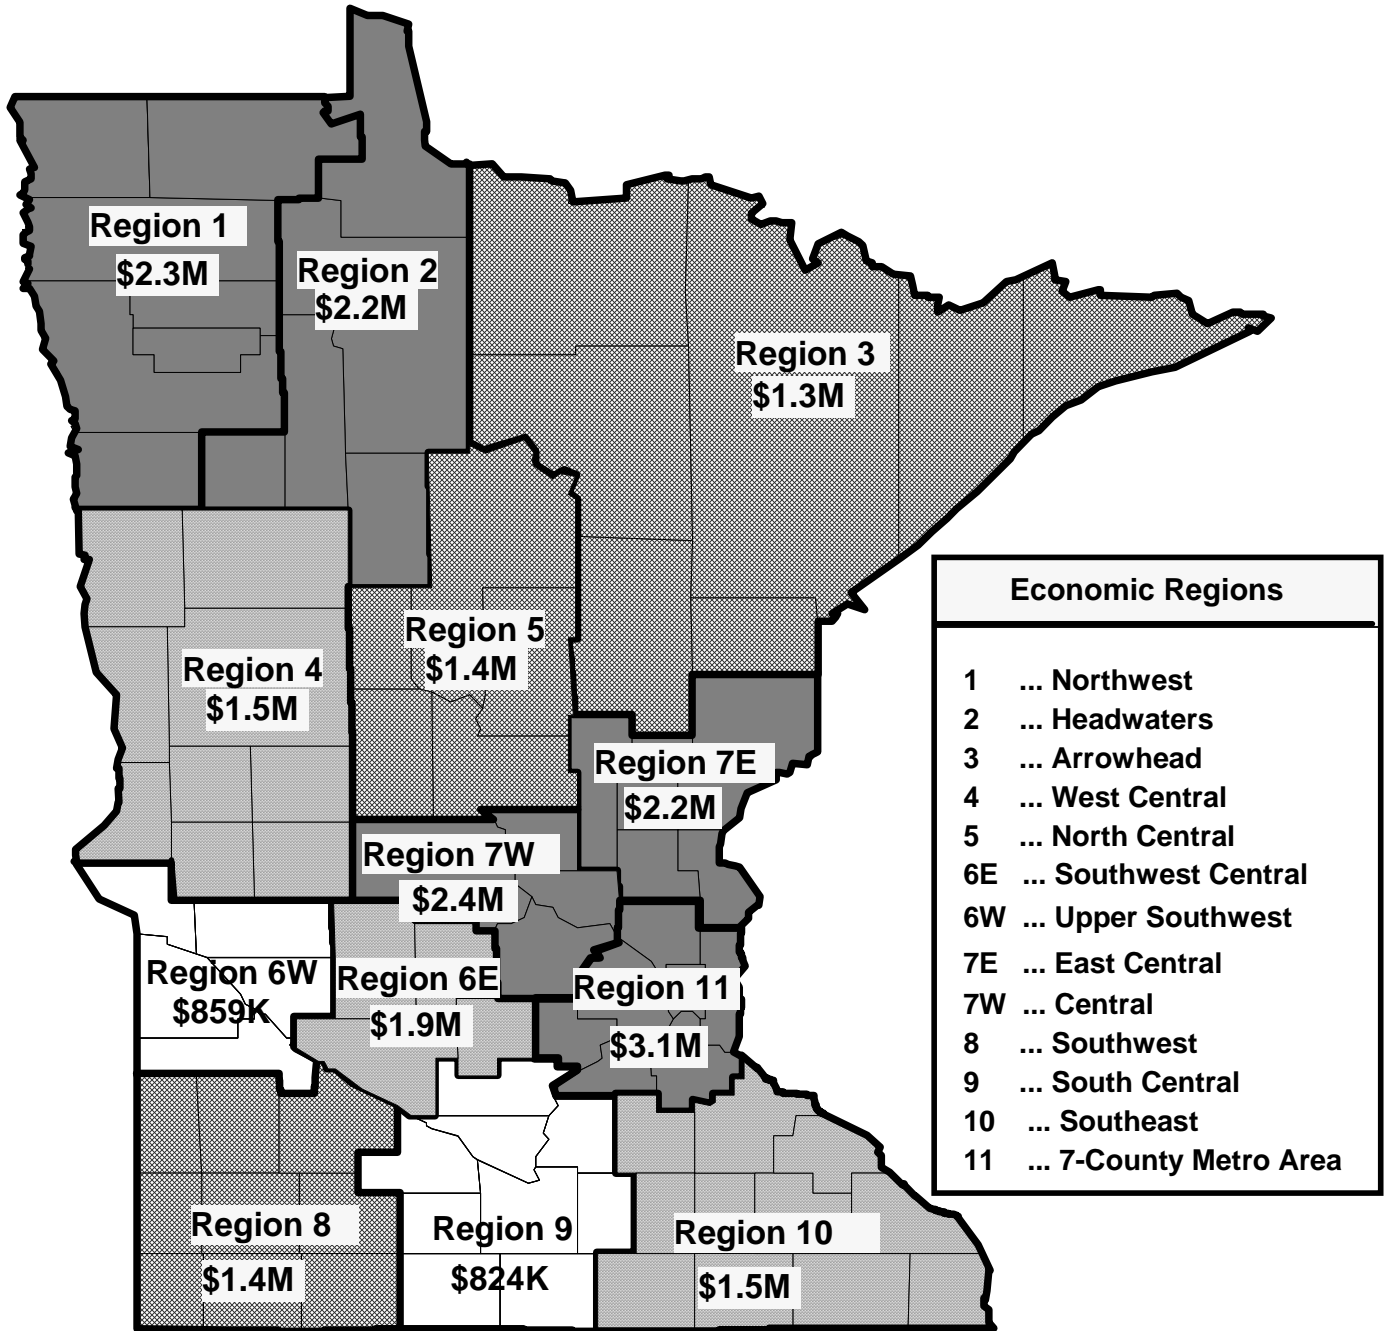 Region 1
$2.3M
Region 2
$2.2M
Region 3
$1.3M
Region 5
$1.4M
Region 4
$1.5M
Region 7E
$2.2M
Region 7W
$2.4M
Region 6W
$859K
Region 6E
$1.9M
Region 11
$3.1M
Region 8
$1.4M
Region 9
$824K
Region 10
$1.5M
Economic Regions
1 ... Northwest
2 ... Headwaters
3 ... Arrowhead
4 ... West Central
5 ... North Central
6E ... Southwest Central
6W ... Upper Southwest
7E ... East Central
7W ... Central
8 ... Southwest
9 ... South Central
10 ... Southeast
11 ... 7-County Metro Area